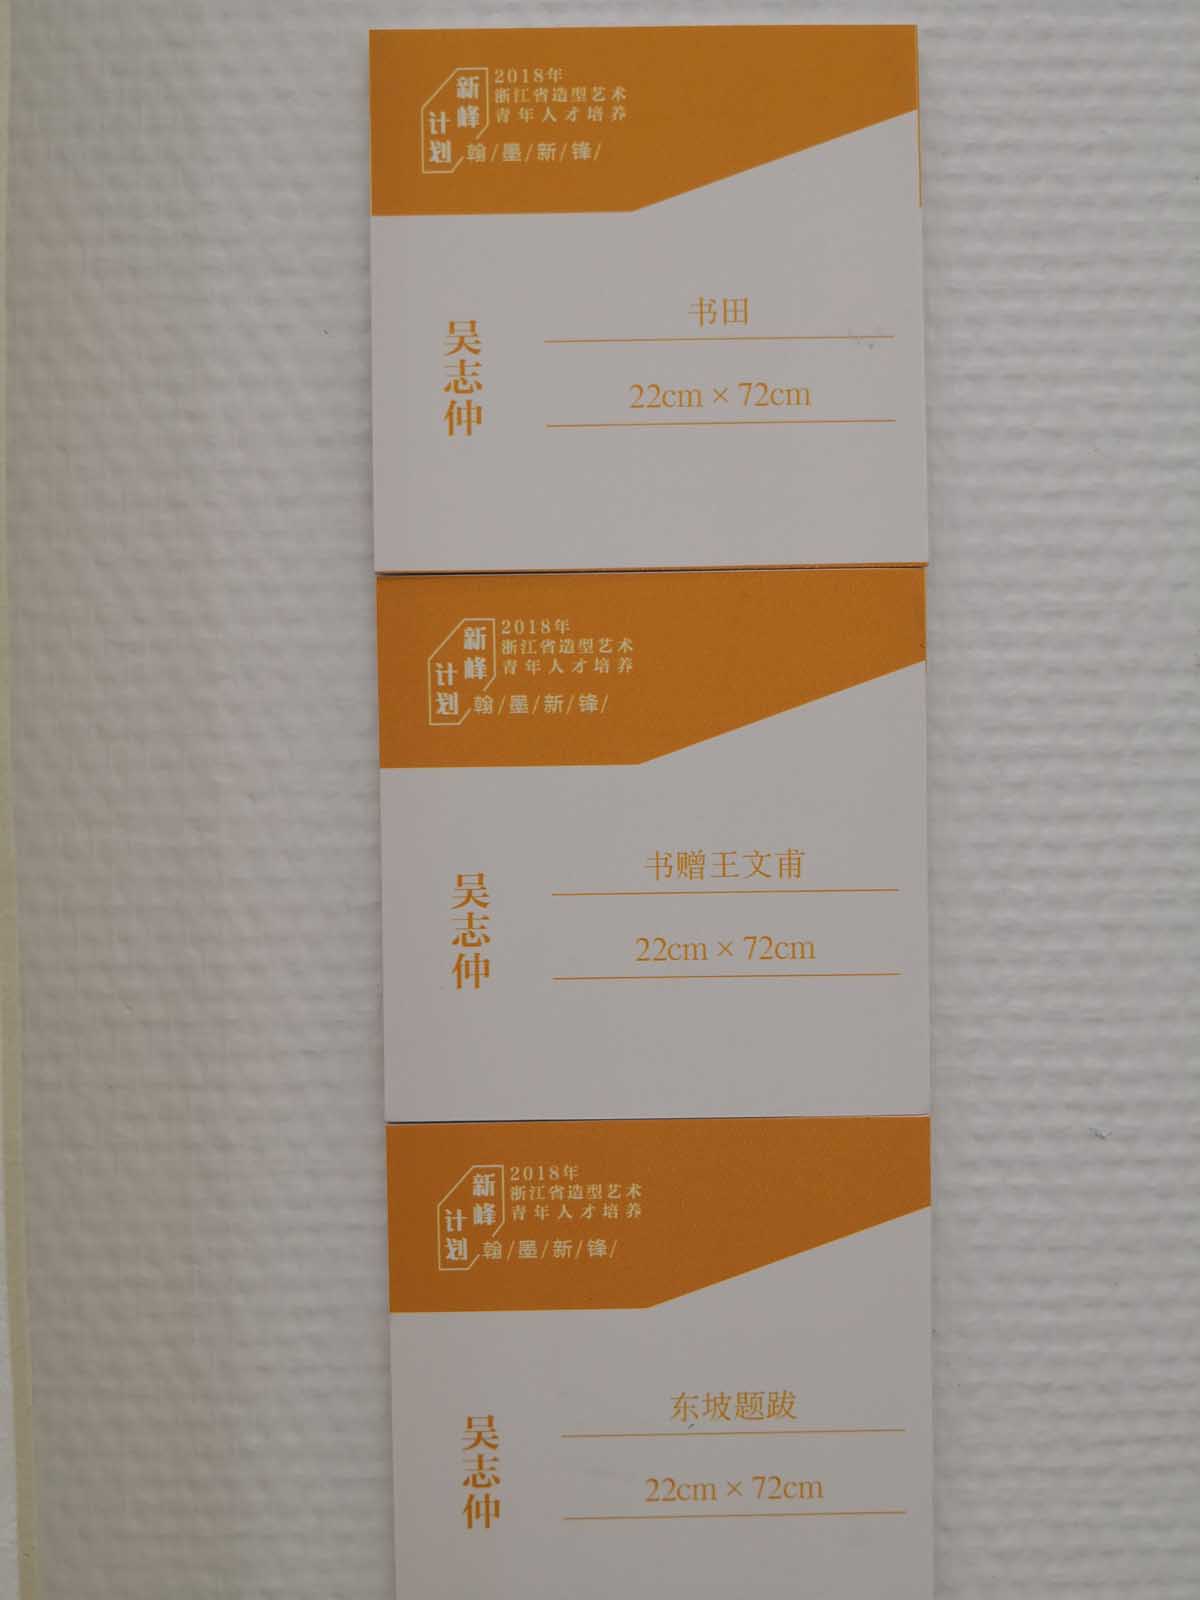 新峰
计划
2018年
浙江省造型艺术
青年人才培养
翰/墨/新/锋/
吴志仲
书田
22cm × 72cm
新峰
计划
2018年
浙江省造型艺术
青年人才培养
翰/墨/新/锋/
吴志仲
书赠王文甫
22cm × 72cm
新峰
计划
2018年
浙江省造型艺术
青年人才培养
翰/墨/新/锋/
吴志仲
东坡题跋
22cm × 72cm